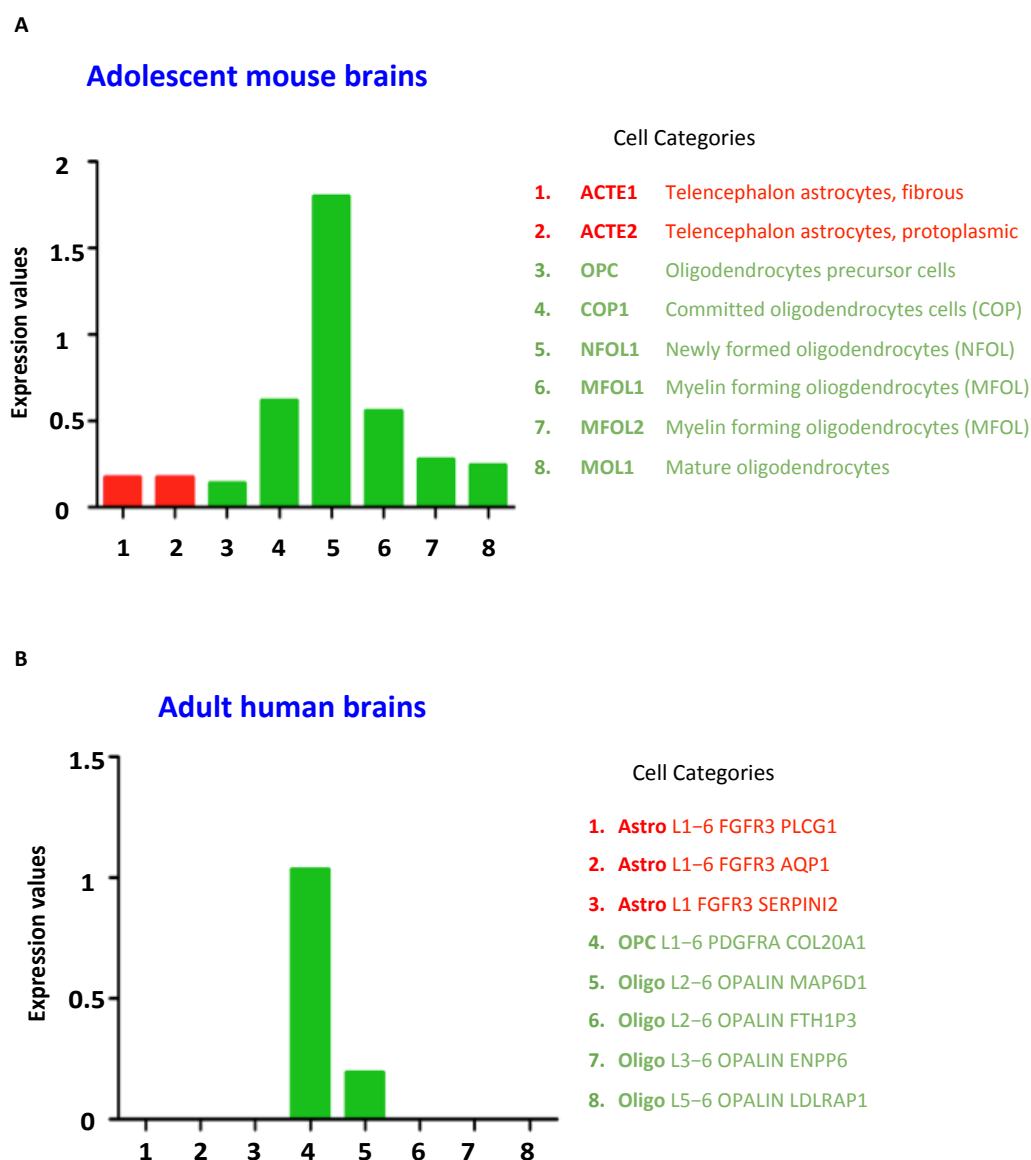 A
Adolescent mouse brains
Cell Categories
Expression values
2
1.5
1
0.5
0
1 2 3 4 5 6 7 8
1. ACTE1 Telencephalon astrocytes, fibrous
2. ACTE2 Telencephalon astrocytes, protoplasmic
3. OPC Oligodendrocytes precursor cells
4. COP1 Committed oligodendrocytes cells (COP)
5. NFOL1 Newly formed oligodendrocytes (NFOL)
6. MFOL1 Myelin forming oliogdendrocytes (MFOL)
7. MFOL2 Myelin forming oligodendrocytes (MFOL)
8. MOL1 Mature oligodendrocytes
B
Adult human brains
Cell Categories
Expression values
1.5
1
0.5
0
1 2 3 4 5 6 7 8
1. Astro L1−6 FGFR3 PLCG1
2. Astro L1−6 FGFR3 AQP1
3. Astro L1 FGFR3 SERPINI2
4. OPC L1−6 PDGFRA COL20A1
5. Oligo L2−6 OPALIN MAP6D1
6. Oligo L2−6 OPALIN FTH1P3
7. Oligo L3−6 OPALIN ENPP6
8. Oligo L5−6 OPALIN LDLRAP1